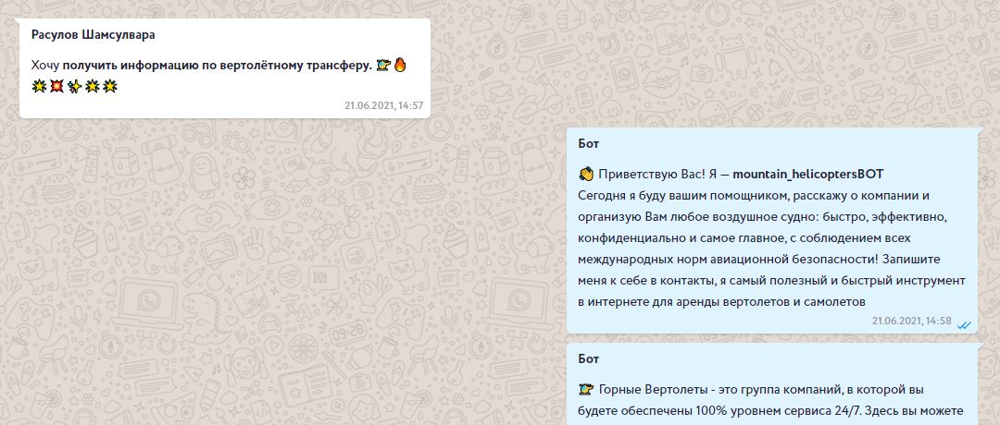 Расулов Шамсулвара
Хочу получить информацию по вертолётному трансферу. 👉🔥
🌟💥✨🌟🌟
21.06.2021, 14:57
Бот
👋 Приветствую Вас! Я — mountain_helicoptersBOT
Сегодня я буду вашим помощником, расскажу о компании и
организую Вам любое воздушное судно: быстро, эффективно,
конфиденциально и самое главное, с соблюдением всех
международных норм авиационной безопасности! Запишите
меня к себе в контакты, я самый полезный и быстрый инструмент
в интернете для аренды вертолетов и самолетов
21.06.2021, 14:58
Бот
👉 Горные Вертолеты - это группа компаний, в которой вы
будете обеспечены 100% уровнем сервиса 24/7. Здесь вы можете